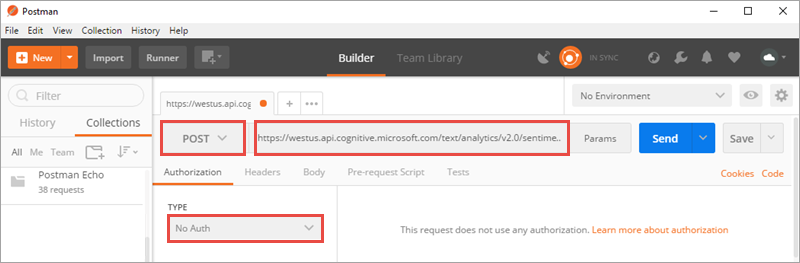 Postman
File Edit View Collection History Help
New Import Runner Builder Team Library IN SYNC
Filter
History Collections
All Me Team
Postman Echo
38 requests
https://westus.api.cog
No Environment
POST https://westus.api.cognitive.microsoft.com/text/analytics/v2.0/sentime.. Params Send Save
Authorization Headers Body Pre-request Script Tests Cookies Code
TYPE
No Auth
This request does not use any authorization. Learn more about authorization